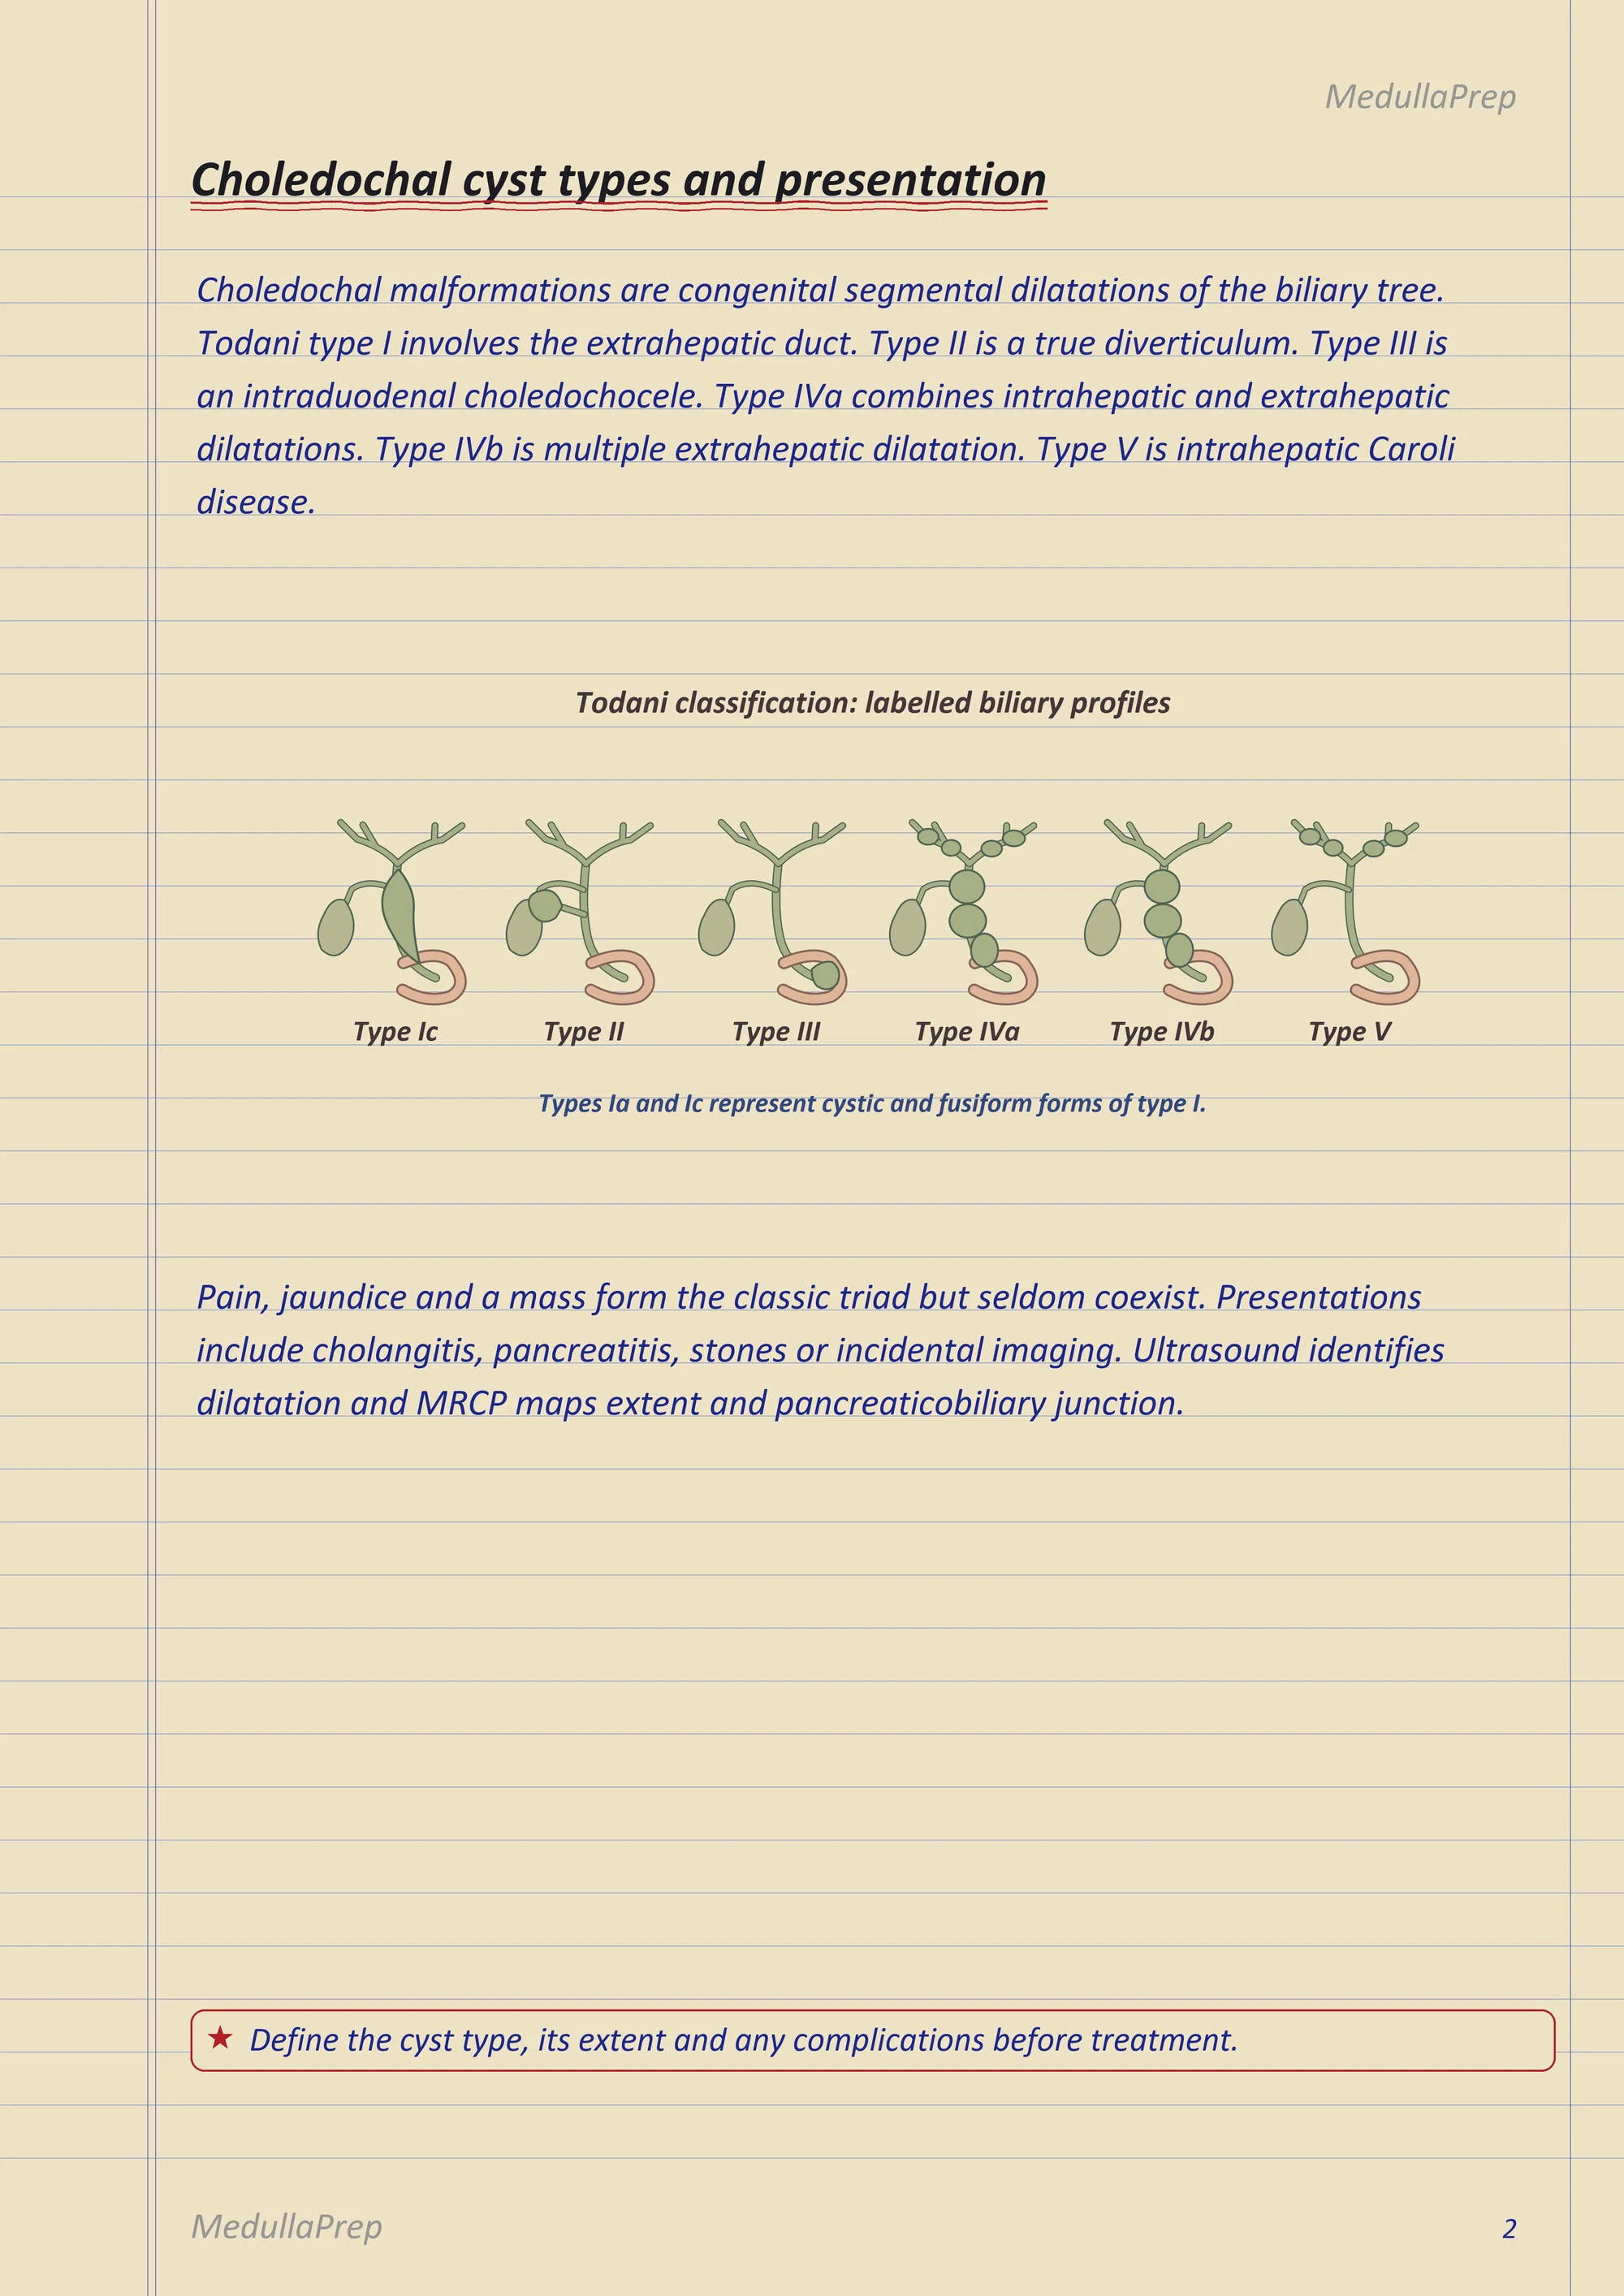 MedullaPrep
Choledochal cyst types and presentation
Choledochal malformations are congenital segmental dilatations of the biliary tree.
Todani type I involves the extrahepatic duct. Type II is a true diverticulum. Type III is
an intraduodenal choledochocele. Type IVa combines intrahepatic and extrahepatic
dilatations. Type IVb is multiple extrahepatic dilatation. Type V is intrahepatic Caroli
disease.
Todani classification: labelled biliary profiles
Type Ic Type II Type III Type IVa Type IVb Type V
Types Ia and Ic represent cystic and fusiform forms of type I.
Pain, jaundice and a mass form the classic triad but seldom coexist. Presentations
include cholangitis, pancreatitis, stones or incidental imaging. Ultrasound identifies
dilatation and MRCP maps extent and pancreaticobiliary junction.
★ Define the cyst type, its extent and any complications before treatment.
MedullaPrep 2